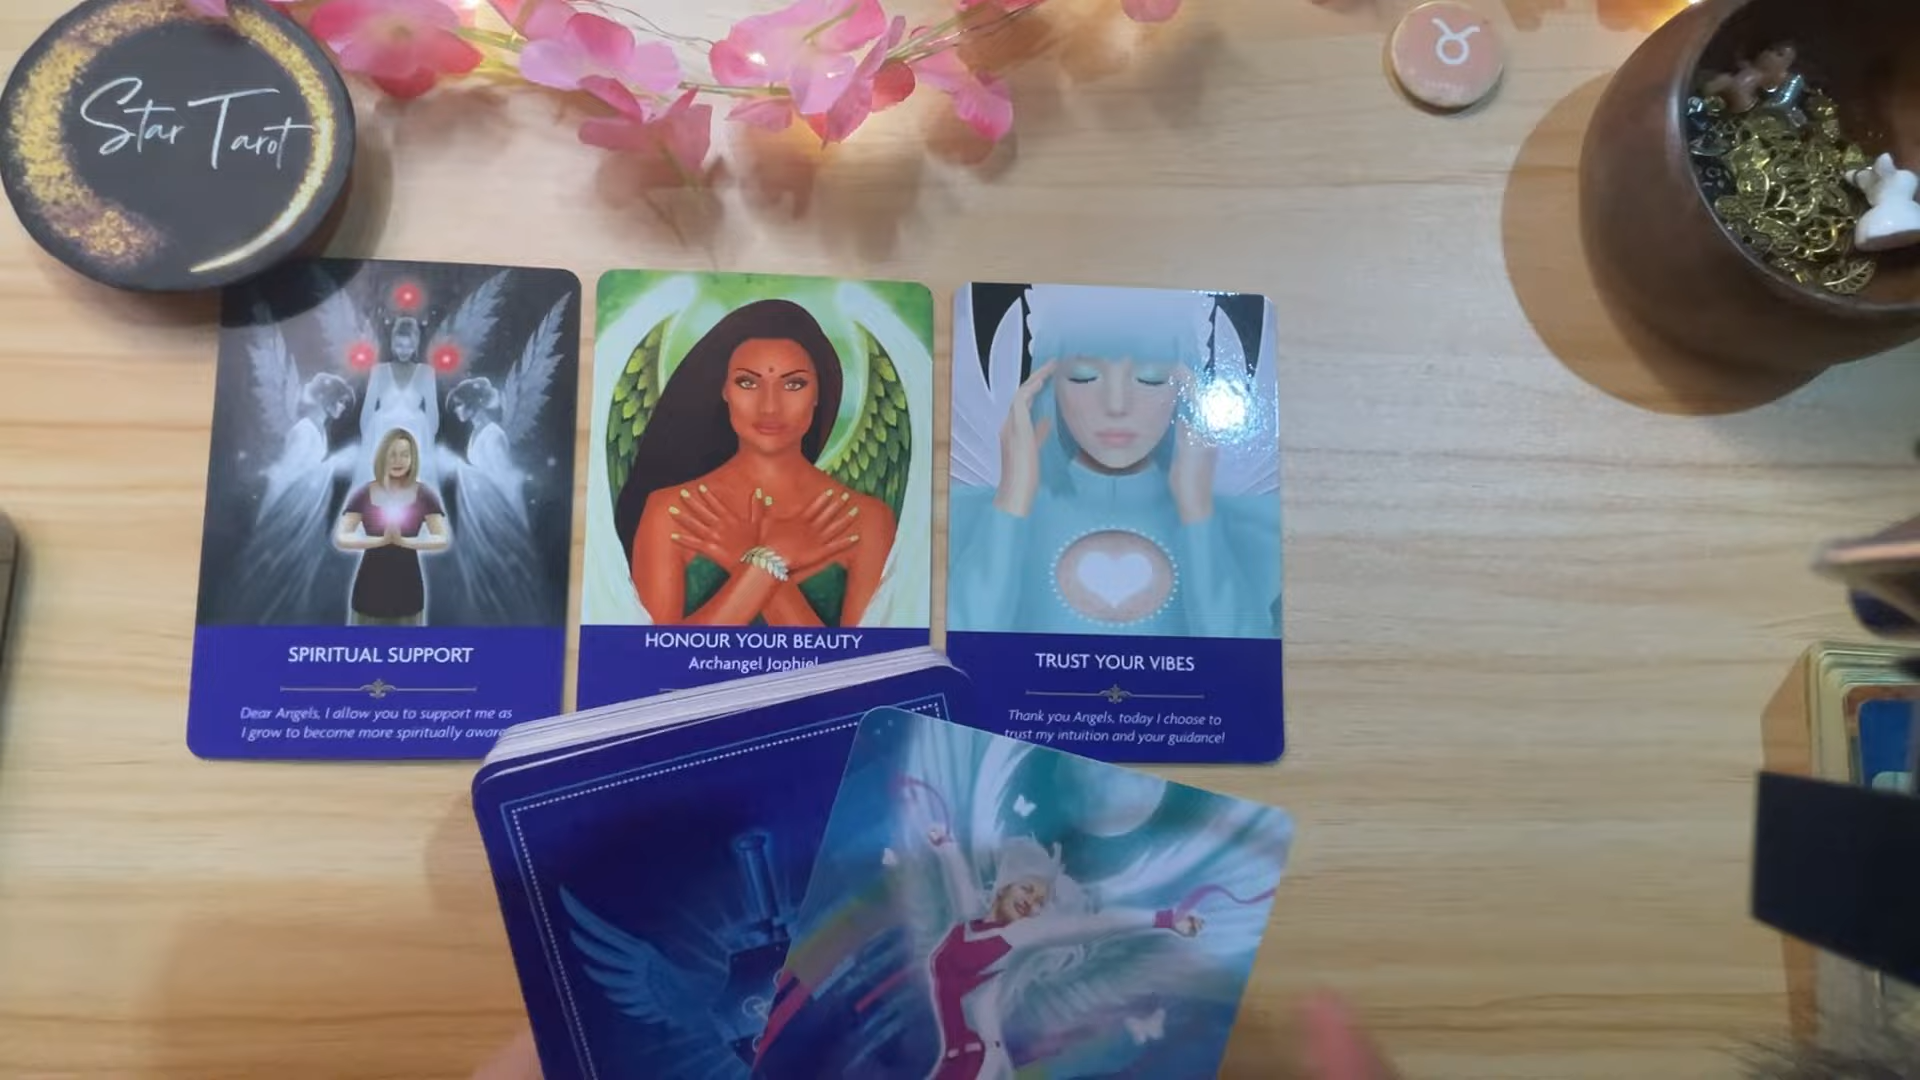 Star Tarot
SPIRITUAL SUPPORT
Dear Angels, I allow you to support me as
I grow to become more spiritually aware
HONOUR YOUR BEAUTY
Archangel Jophiel
TRUST YOUR VIBES
Thank you Angels, today I choose to
trust my intuition and your guidance!